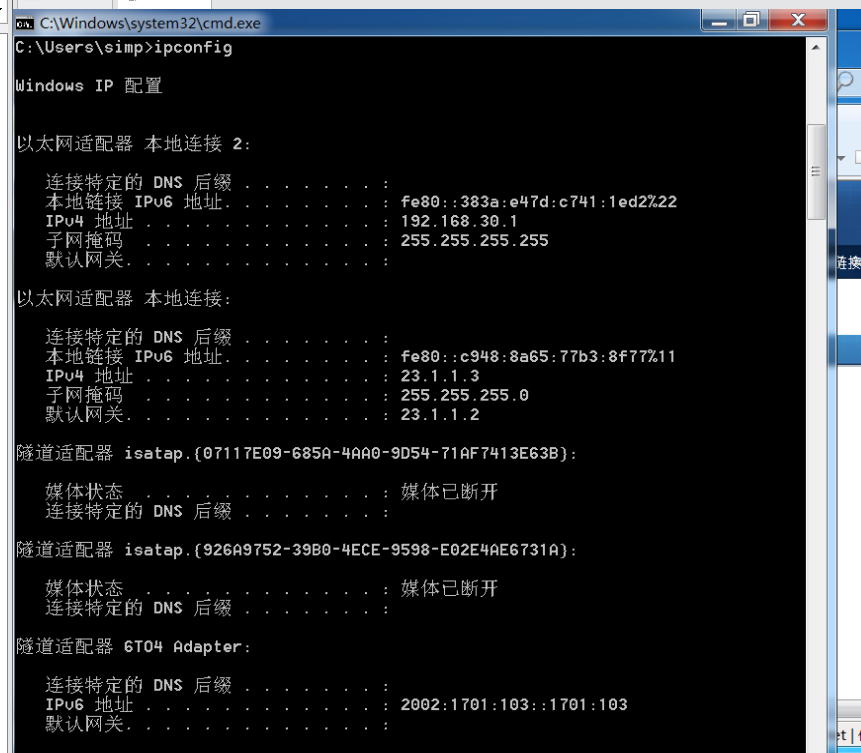 C:\Windows\system32\cmd.exe
C:\Users\simp>ipconfig
Windows IP 配置
以太网适配器 本地连接 2:
连接特定的 DNS 后缀 . . . . . . . :
本地链接 IPv6 地址. . . . . . . . : fe80::383a:e47d:c741:1ed2%22
IPv4 地址 . . . . . . . . . . . . : 192.168.30.1
子网掩码 . . . . . . . . . . . . : 255.255.255.255
默认网关. . . . . . . . . . . . . :
以太网适配器 本地连接:
连接特定的 DNS 后缀 . . . . . . . :
本地链接 IPv6 地址. . . . . . . . : fe80::c948:8a65:77b3:8f77%11
IPv4 地址 . . . . . . . . . . . . : 23.1.1.3
子网掩码 . . . . . . . . . . . . : 255.255.255.0
默认网关. . . . . . . . . . . . . : 23.1.1.2
隧道适配器 isatap.{07117E09-685A-4AA0-9D54-71AF7413E63B}:
媒体状态 . . . . . . . . . . . . : 媒体已断开
连接特定的 DNS 后缀 . . . . . . . :
隧道适配器 isatap.{926A9752-39B0-4ECE-9598-E02E4AE6731A}:
媒体状态 . . . . . . . . . . . . : 媒体已断开
连接特定的 DNS 后缀 . . . . . . . :
隧道适配器 6TO4 Adapter:
连接特定的 DNS 后缀 . . . . . . . :
IPv6 地址 . . . . . . . . . . . . : 2002:1701:103::1701:103
默认网关. . . . . . . . . . . . . :